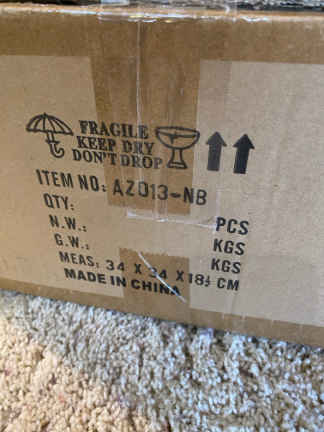 FRAGILE
KEEP DRY
DON'T DROP
ITEM NO: AZ013-NB
QTY: PCS
N.W.: KGS
G.W.: KGS
MEAS: 34 X 34 X18½ CM
MADE IN CHINA